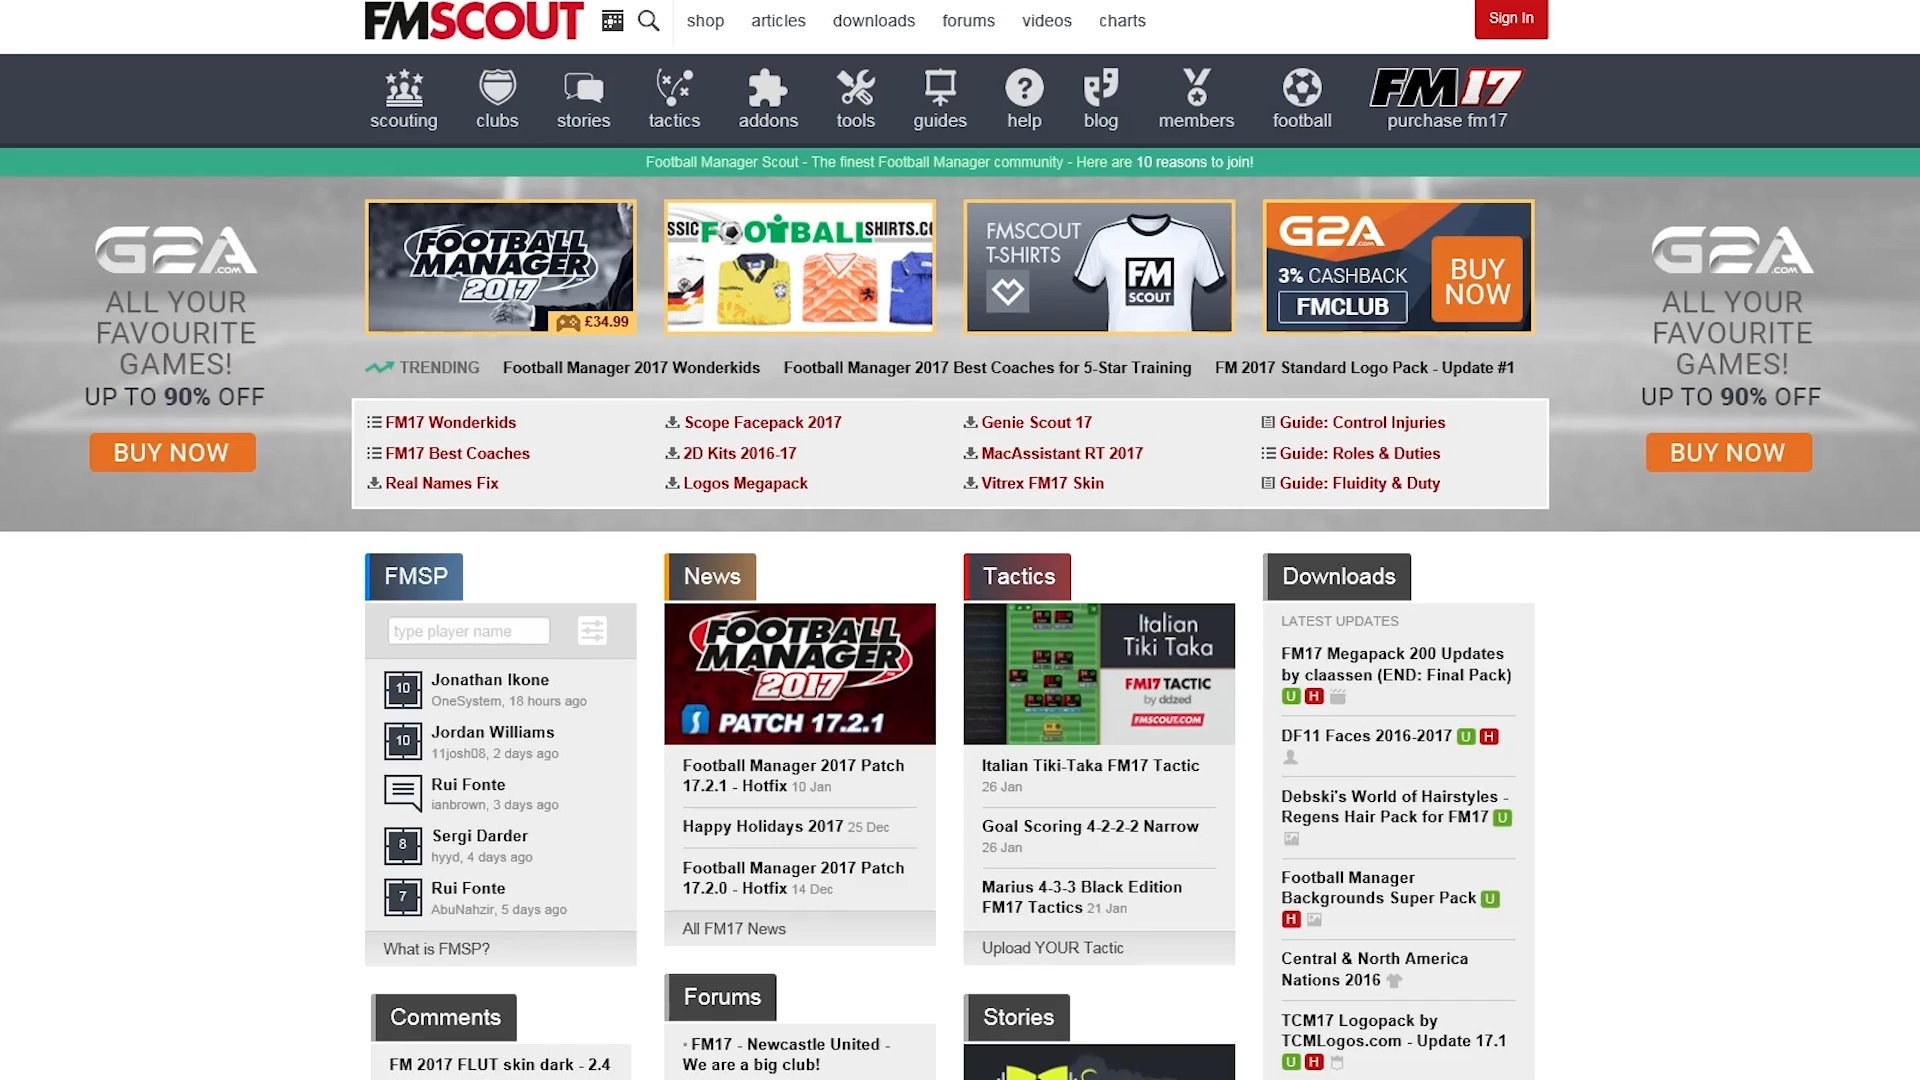 FMSCOUT
shop articles downloads forums videos charts
Sign In
scouting clubs stories tactics addons tools guides help blog members football
FM17
purchase fm17
Football Manager Scout - The finest Football Manager community - Here are 10 reasons to join!
G2A.COM
ALL YOUR
FAVOURITE
GAMES!
UP TO 90% OFF
BUY NOW
FOOTBALL
MANAGER
2017
£34.99
SSIC FOOTBALL SHIRTS.CO
FMSCOUT
T-SHIRTS
FM
SCOUT
G2A.COM
3% CASHBACK
FMCLUB
BUY
NOW
G2A.COM
ALL YOUR
FAVOURITE
GAMES!
UP TO 90% OFF
BUY NOW
TRENDING Football Manager 2017 Wonderkids Football Manager 2017 Best Coaches for 5-Star Training FM 2017 Standard Logo Pack - Update #1
FM17 Wonderkids Scope Facepack 2017 Genie Scout 17 Guide: Control Injuries
FM17 Best Coaches 2D Kits 2016-17 MacAssistant RT 2017 Guide: Roles & Duties
Real Names Fix Logos Megapack Vitrex FM17 Skin Guide: Fluidity & Duty
FMSP
type player name
10 Jonathan Ikone
OneSystem, 18 hours ago
10 Jordan Williams
11josh08, 2 days ago
Rui Fonte
ianbrown, 3 days ago
8 Sergi Darder
hyyd, 4 days ago
7 Rui Fonte
AbuNahzir, 5 days ago
What is FMSP?
Comments
FM 2017 FLUT skin dark - 2.4
News
FOOTBALL
MANAGER
2017
PATCH 17.2.1
Football Manager 2017 Patch
17.2.1 - Hotfix 10 Jan
Happy Holidays 2017 25 Dec
Football Manager 2017 Patch
17.2.0 - Hotfix 14 Dec
All FM17 News
Forums
FM17 - Newcastle United -
We are a big club!
Tactics
Italian
Tiki Taka
FM17 TACTIC
by ddzed
FMSCOUT.COM
Italian Tiki-Taka FM17 Tactic
26 Jan
Goal Scoring 4-2-2-2 Narrow
26 Jan
Marius 4-3-3 Black Edition
FM17 Tactics 21 Jan
Upload YOUR Tactic
Stories
Downloads
LATEST UPDATES
FM17 Megapack 200 Updates
by claassen (END: Final Pack)
U H
DF11 Faces 2016-2017 U H
Debski's World of Hairstyles -
Regens Hair Pack for FM17 U
Football Manager
Backgrounds Super Pack U
H
Central & North America
Nations 2016
TCM17 Logopack by
TCMLogos.com - Update 17.1
U H